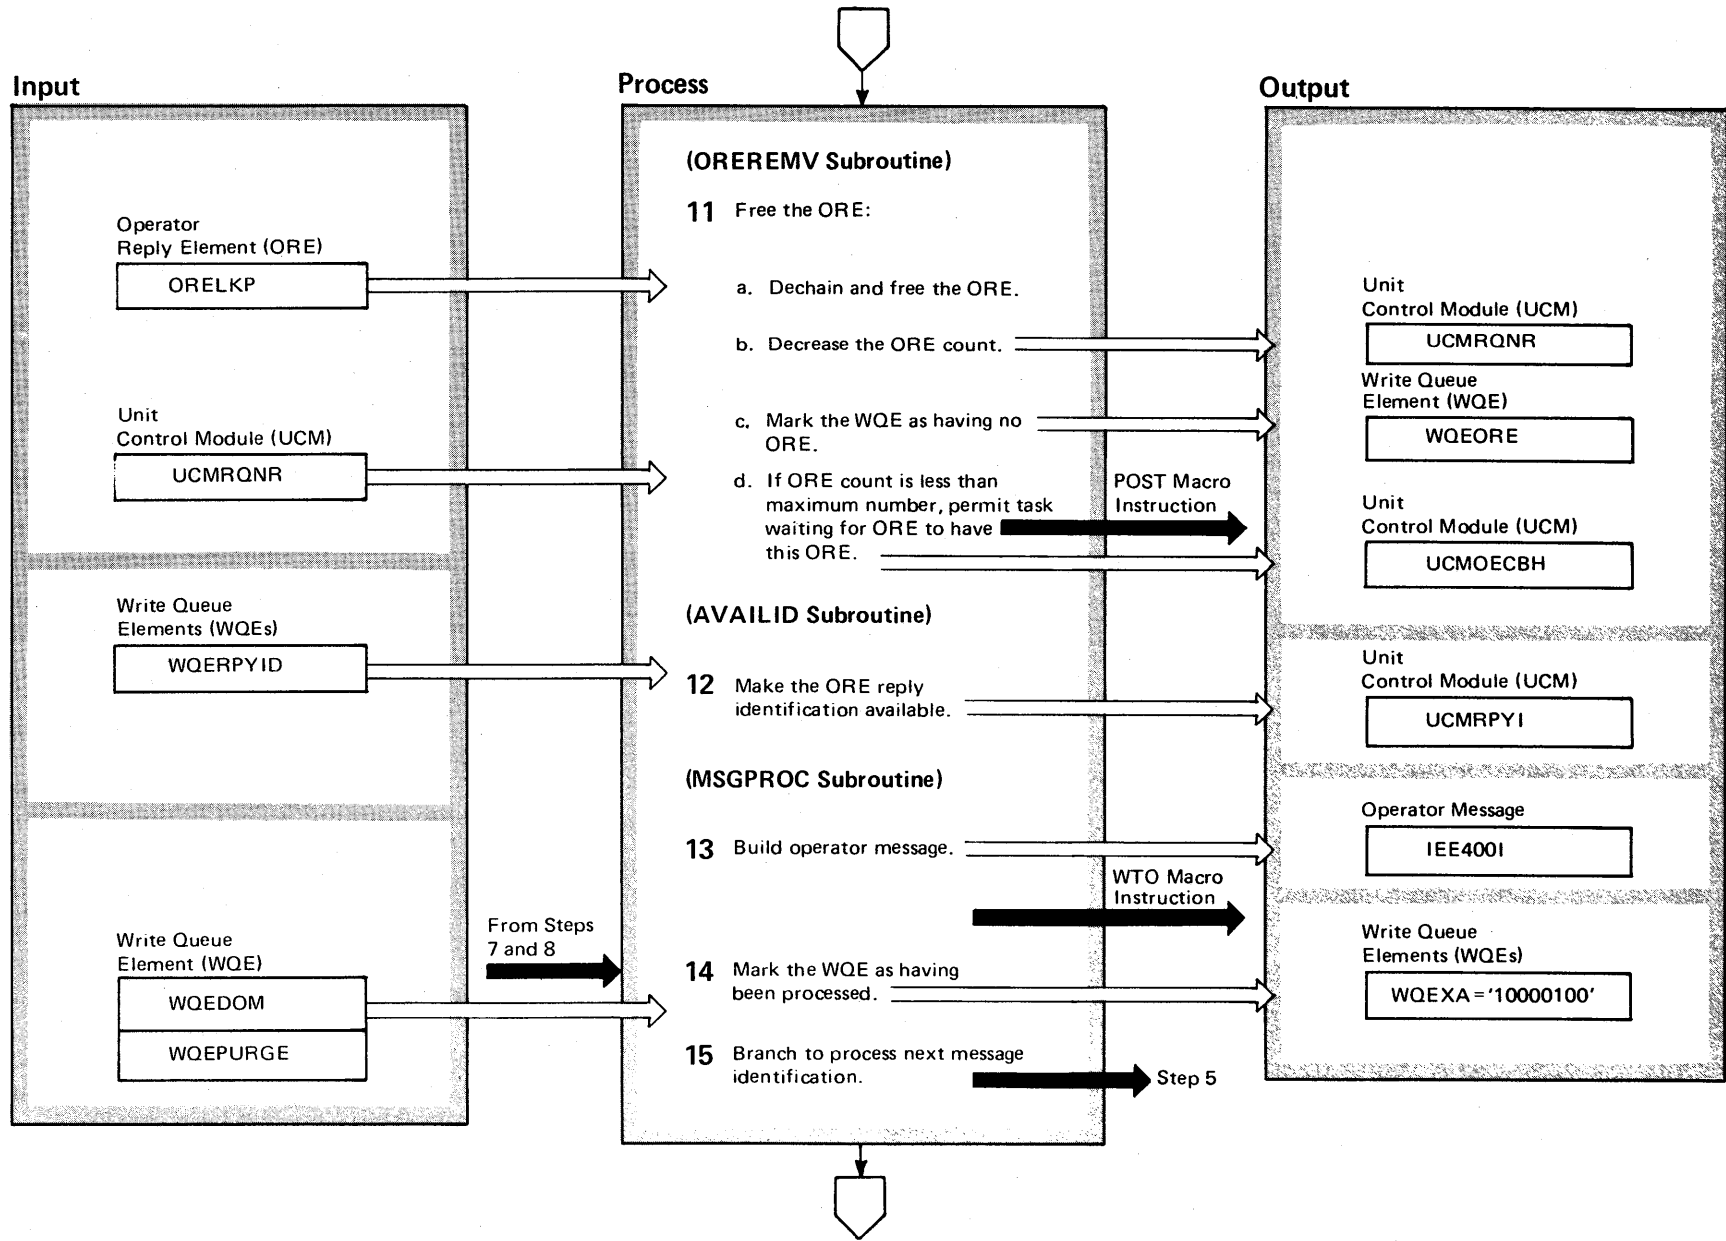 Input
Operator
Reply Element (ORE)
ORELKP
Unit
Control Module (UCM)
UCMRQNR
Write Queue
Elements (WQEs)
WQERPYID
Write Queue
Element (WQE)
WQEDOM
WQEPURGE
From Steps
7 and 8
Process
(OREREMV Subroutine)
11 Free the ORE:
a. Dechain and free the ORE.
b. Decrease the ORE count.
c. Mark the WQE as having no
ORE.
d. If ORE count is less than
maximum number, permit task
waiting for ORE to have
this ORE.
(AVAILID Subroutine)
12 Make the ORE reply
identification available.
(MSGPROC Subroutine)
13 Build operator message.
14 Mark the WQE as having
been processed.
15 Branch to process next message
identification.
POST Macro
Instruction
WTO Macro
Instruction
Step 5
Output
Unit
Control Module (UCM)
UCMRQNR
Write Queue
Element (WQE)
WQEORE
Unit
Control Module (UCM)
UCMOECBH
Unit
Control Module (UCM)
UCMRPYI
Operator Message
IEE400I
Write Queue
Elements (WQEs)
WQEXA = '10000100'